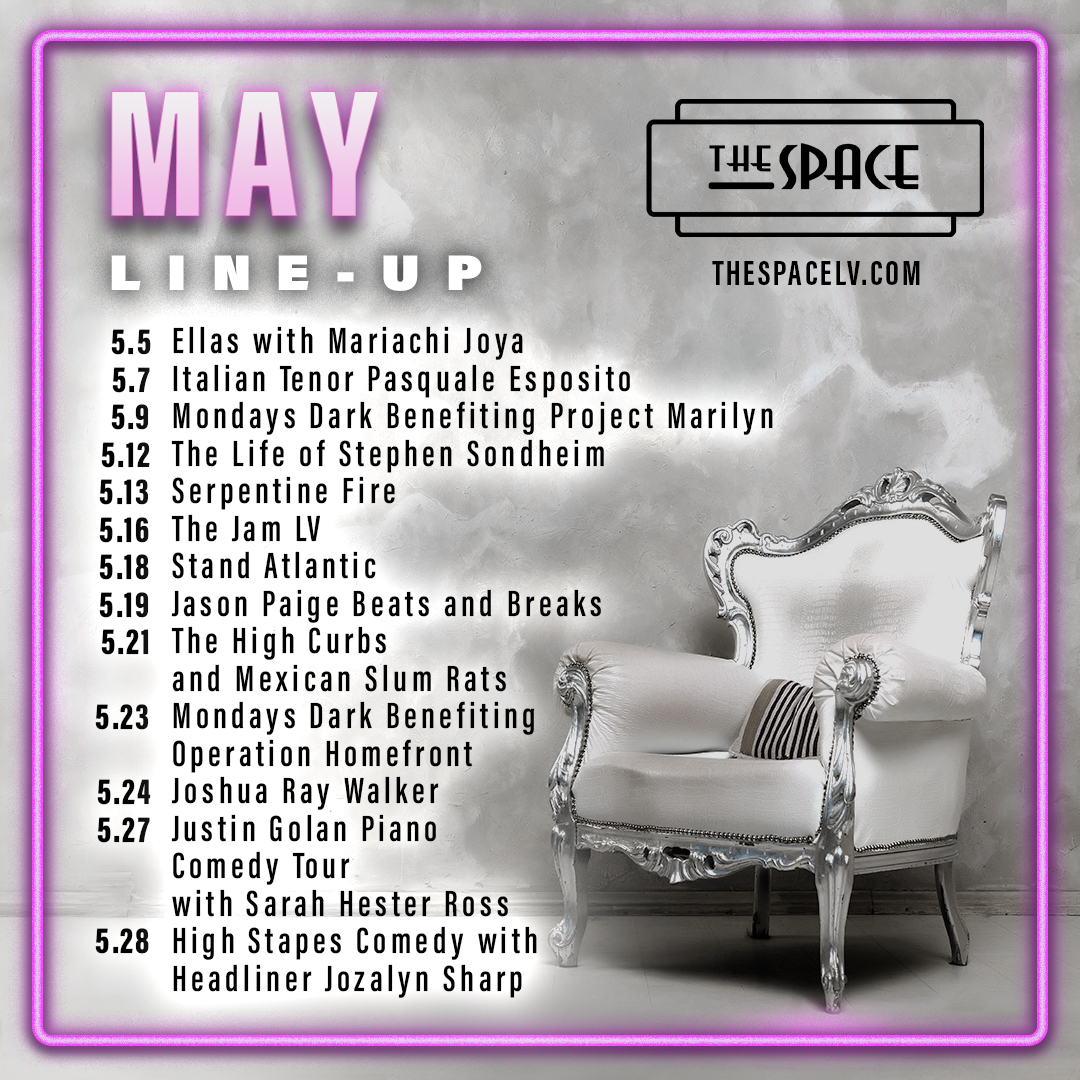 MAY
LINE-UP
THE SPACE
THESPACELV.COM
5.5 Ellas with Mariachi Joya
5.7 Italian Tenor Pasquale Esposito
5.9 Mondays Dark Benefiting Project Marilyn
5.12 The Life of Stephen Sondheim
5.13 Serpentine Fire
5.16 The Jam LV
5.18 Stand Atlantic
5.19 Jason Paige Beats and Breaks
5.21 The High Curbs
and Mexican Slum Rats
5.23 Mondays Dark Benefiting
Operation Homefront
5.24 Joshua Ray Walker
5.27 Justin Golan Piano
Comedy Tour
with Sarah Hester Ross
5.28 High Stapes Comedy with
Headliner Jozalyn Sharp